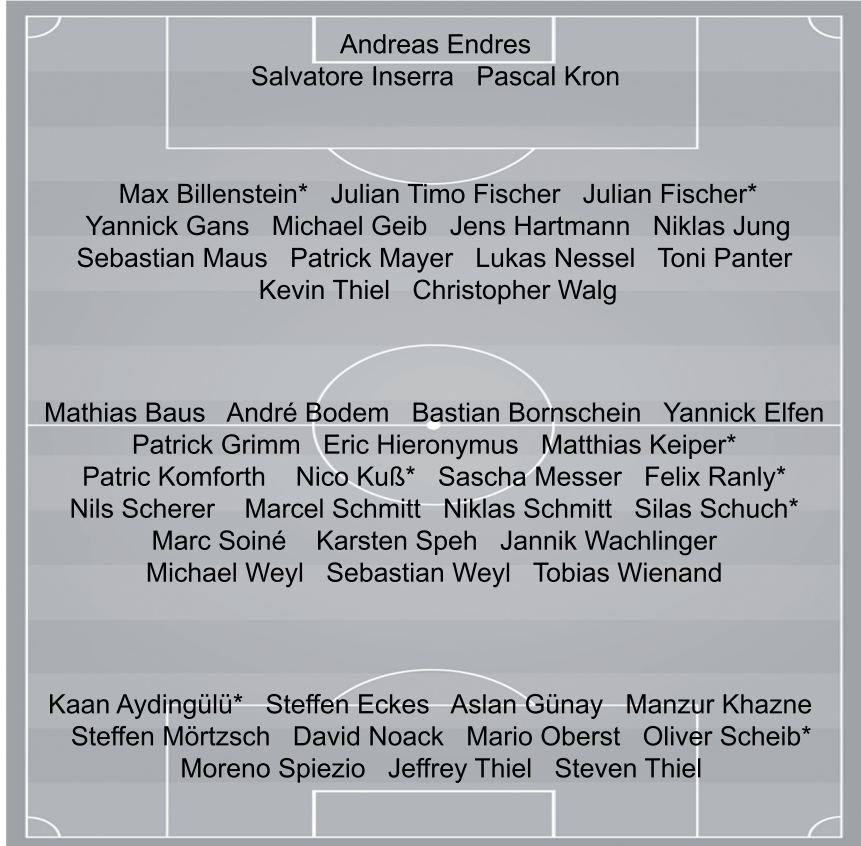 Andreas Endres
Salvatore Inserra Pascal Kron
Max Billenstein* Julian Timo Fischer Julian Fischer*
Yannick Gans Michael Geib Jens Hartmann Niklas Jung
Sebastian Maus Patrick Mayer Lukas Nessel Toni Panter
Kevin Thiel Christopher Walg
Mathias Baus André Bodem Bastian Bornschein Yannick Elfen
Patrick Grimm Eric Hieronymus Matthias Keiper*
Patric Komforth Nico Kuß* Sascha Messer Felix Ranly*
Nils Scherer Marcel Schmitt Niklas Schmitt Silas Schuch*
Marc Soiné Karsten Speh Jannik Wachlinger
Michael Weyl Sebastian Weyl Tobias Wienand
Kaan Aydingülü* Steffen Eckes Aslan Günay Manzur Khazne
Steffen Mörtzsch David Noack Mario Oberst Oliver Scheib*
Moreno Spiezio Jeffrey Thiel Steven Thiel